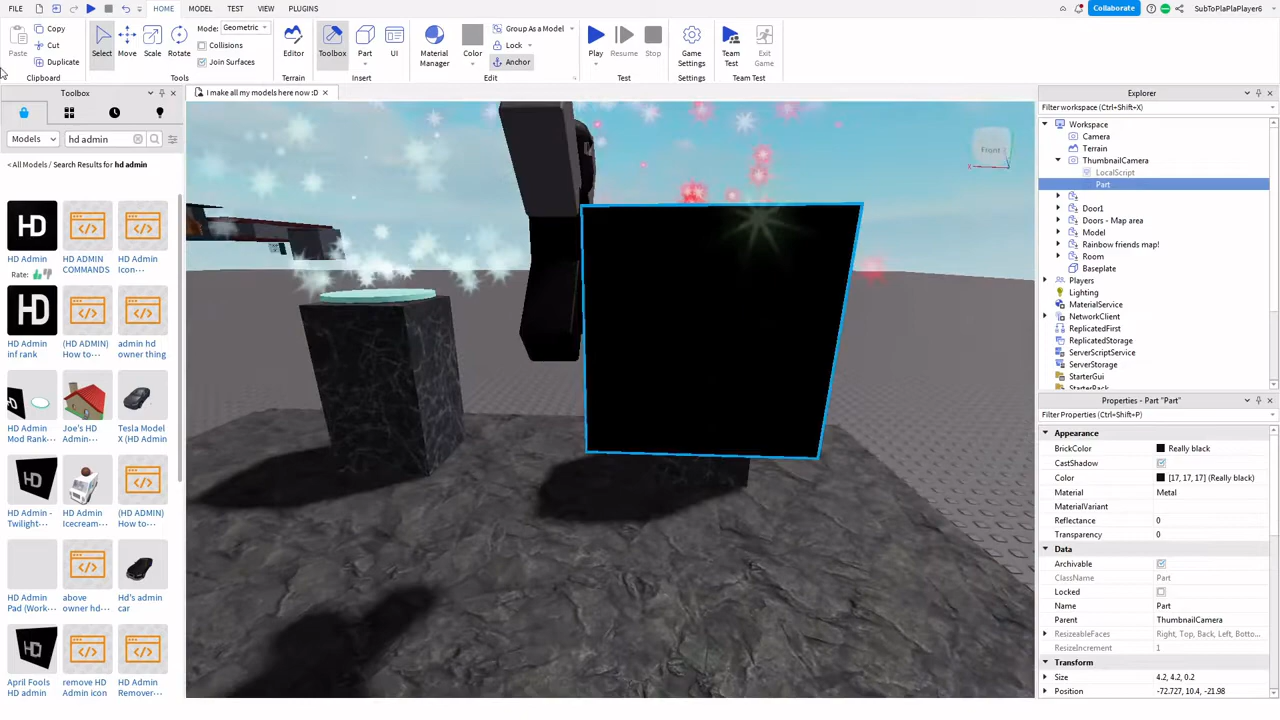 FILE HOME MODEL TEST VIEW PLUGINS Collaborate SubToPlaPlaPlayer6
Paste Copy Cut Duplicate Clipboard
Select Move Scale Rotate Mode: Geometric Collisions Join Surfaces Tools
Editor Terrain
Toolbox Part UI Insert
Material Manager Color Group As a Model Lock Anchor Edit
Play Resume Stop Test
Game Settings Settings
Team Test Exit Game Team Test
Toolbox
Models hd admin
< All Models / Search Results for hd admin
HD
HD Admin
Rate:
HD ADMIN COMMANDS
HD Admin Icon···
HD
HD Admin inf rank
(HD ADMIN) How to···
admin hd owner thing
HD
HD Admin Mod Rank···
Joe's HD Admin···
Tesla Model X (HD Admin
HD
HD Admin - Twilight···
HD Admin Icecream···
(HD ADMIN) How to···
HD Admin Pad (Work···
above owner hd···
Hd's admin car
HD
April Fools HD admin
remove HD Admin icon
HD Admin Remover···
I make all my models here now :D
Front
Explorer
Filter workspace (Ctrl+Shift+X)
Workspace
Camera
Terrain
ThumbnailCamera
LocalScript
Part
Door1
Doors - Map area
Model
Rainbow friends map!
Room
Baseplate
Players
Lighting
MaterialService
NetworkClient
ReplicatedFirst
ReplicatedStorage
ServerScriptService
ServerStorage
StarterGui
StarterPack
Properties - Part "Part"
Filter Properties (Ctrl+Shift+P)
Appearance
BrickColor Really black
CastShadow
Color [17, 17, 17] (Really black)
Material Metal
MaterialVariant
Reflectance 0
Transparency 0
Data
Archivable
ClassName Part
Locked
Name Part
Parent ThumbnailCamera
ResizeableFaces Right, Top, Back, Left, Botto...
ResizeIncrement 1
Transform
Size 4.2, 4.2, 0.2
Position -72.727, 10.4, -21.98